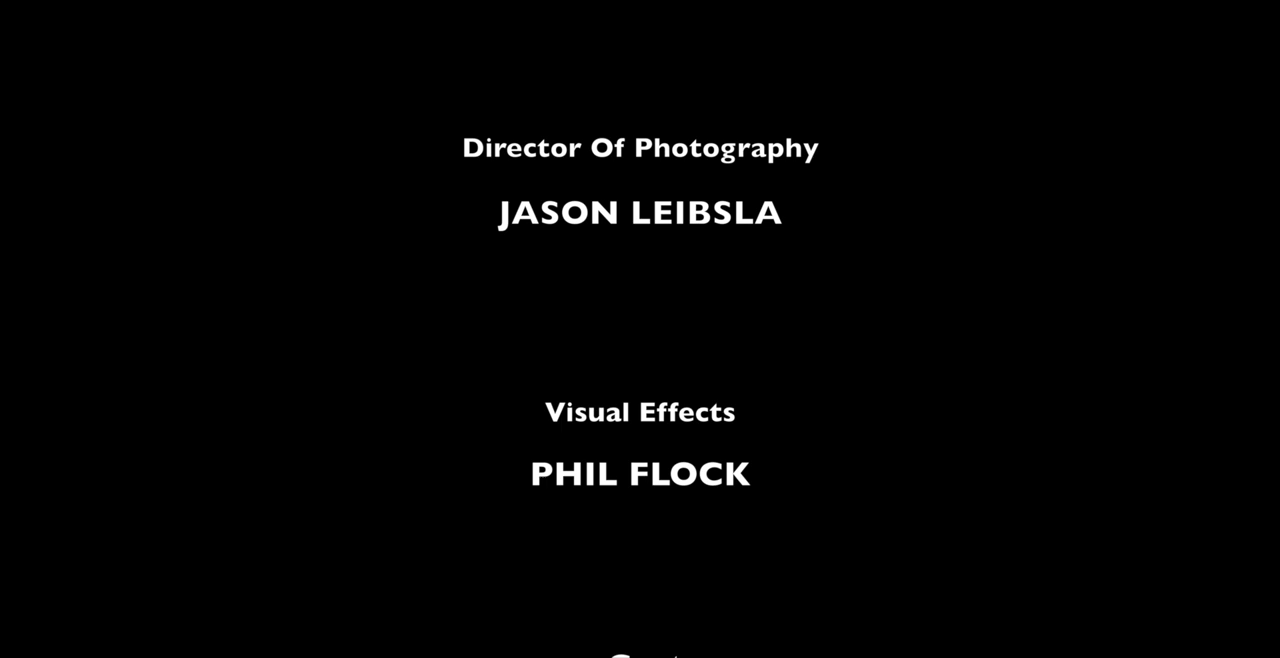 Director Of Photography
JASON LEIBSLA
Visual Effects
PHIL FLOCK